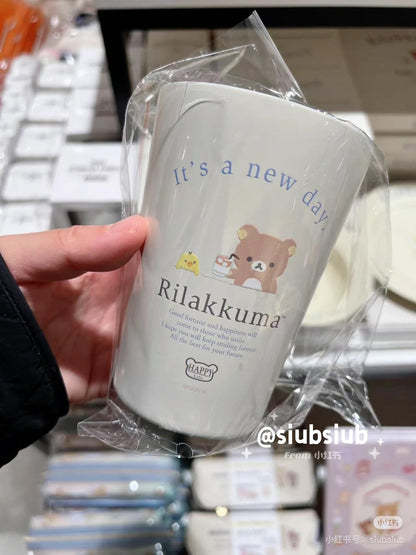 It's a new day.
Rilakkuma™
Good fortune and happiness will
come to those who smile.
I hope you will keep smiling forever.
All the best for your future.
HAPPY
@siubsiub
From 小红书
小红书
小红书号：siubsiub